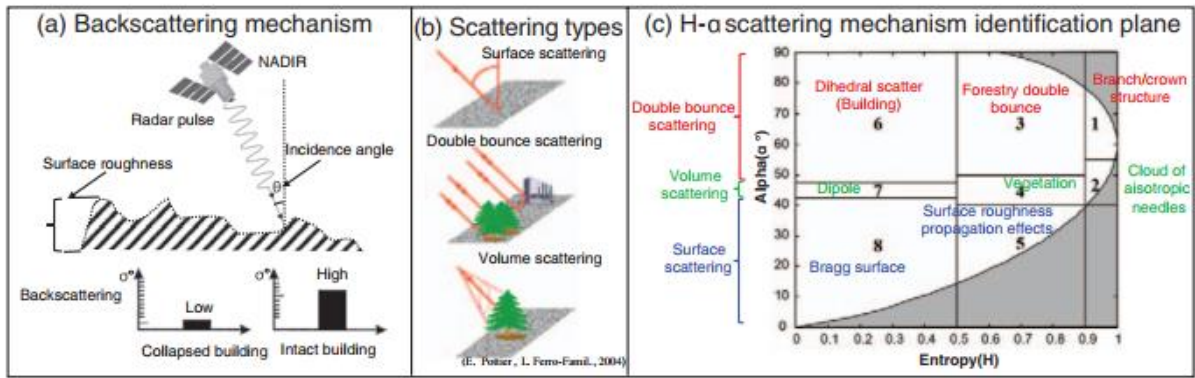 (a) Backscattering mechanism
NADIR
Radar pulse
Surface roughness
Incidence angle
θ
σ°
Backscattering
Low
Collapsed building
σ°
High
Intact building
(b) Scattering types
Surface scattering
Double bounce scattering
Volume scattering
(E. Pottier, L. Ferro-Famil., 2004)
(c) H-α scattering mechanism identification plane
Double bounce
scattering
Volume
scattering
Surface
scattering
Alpha(α °)
90
80
70
60
50
40
30
20
10
0
Dihedral scatter
(Building)
6
Forestry double
bounce
3
Branch/crown
structure
1
Dipole
7
Vegetation
4
2
Cloud of
aisotropic
needles
Surface roughness
propagation effects
5
8
Bragg surface
0 0.1 0.2 0.3 0.4 0.5 0.6 0.7 0.8 0.9 1
Entropy(H)